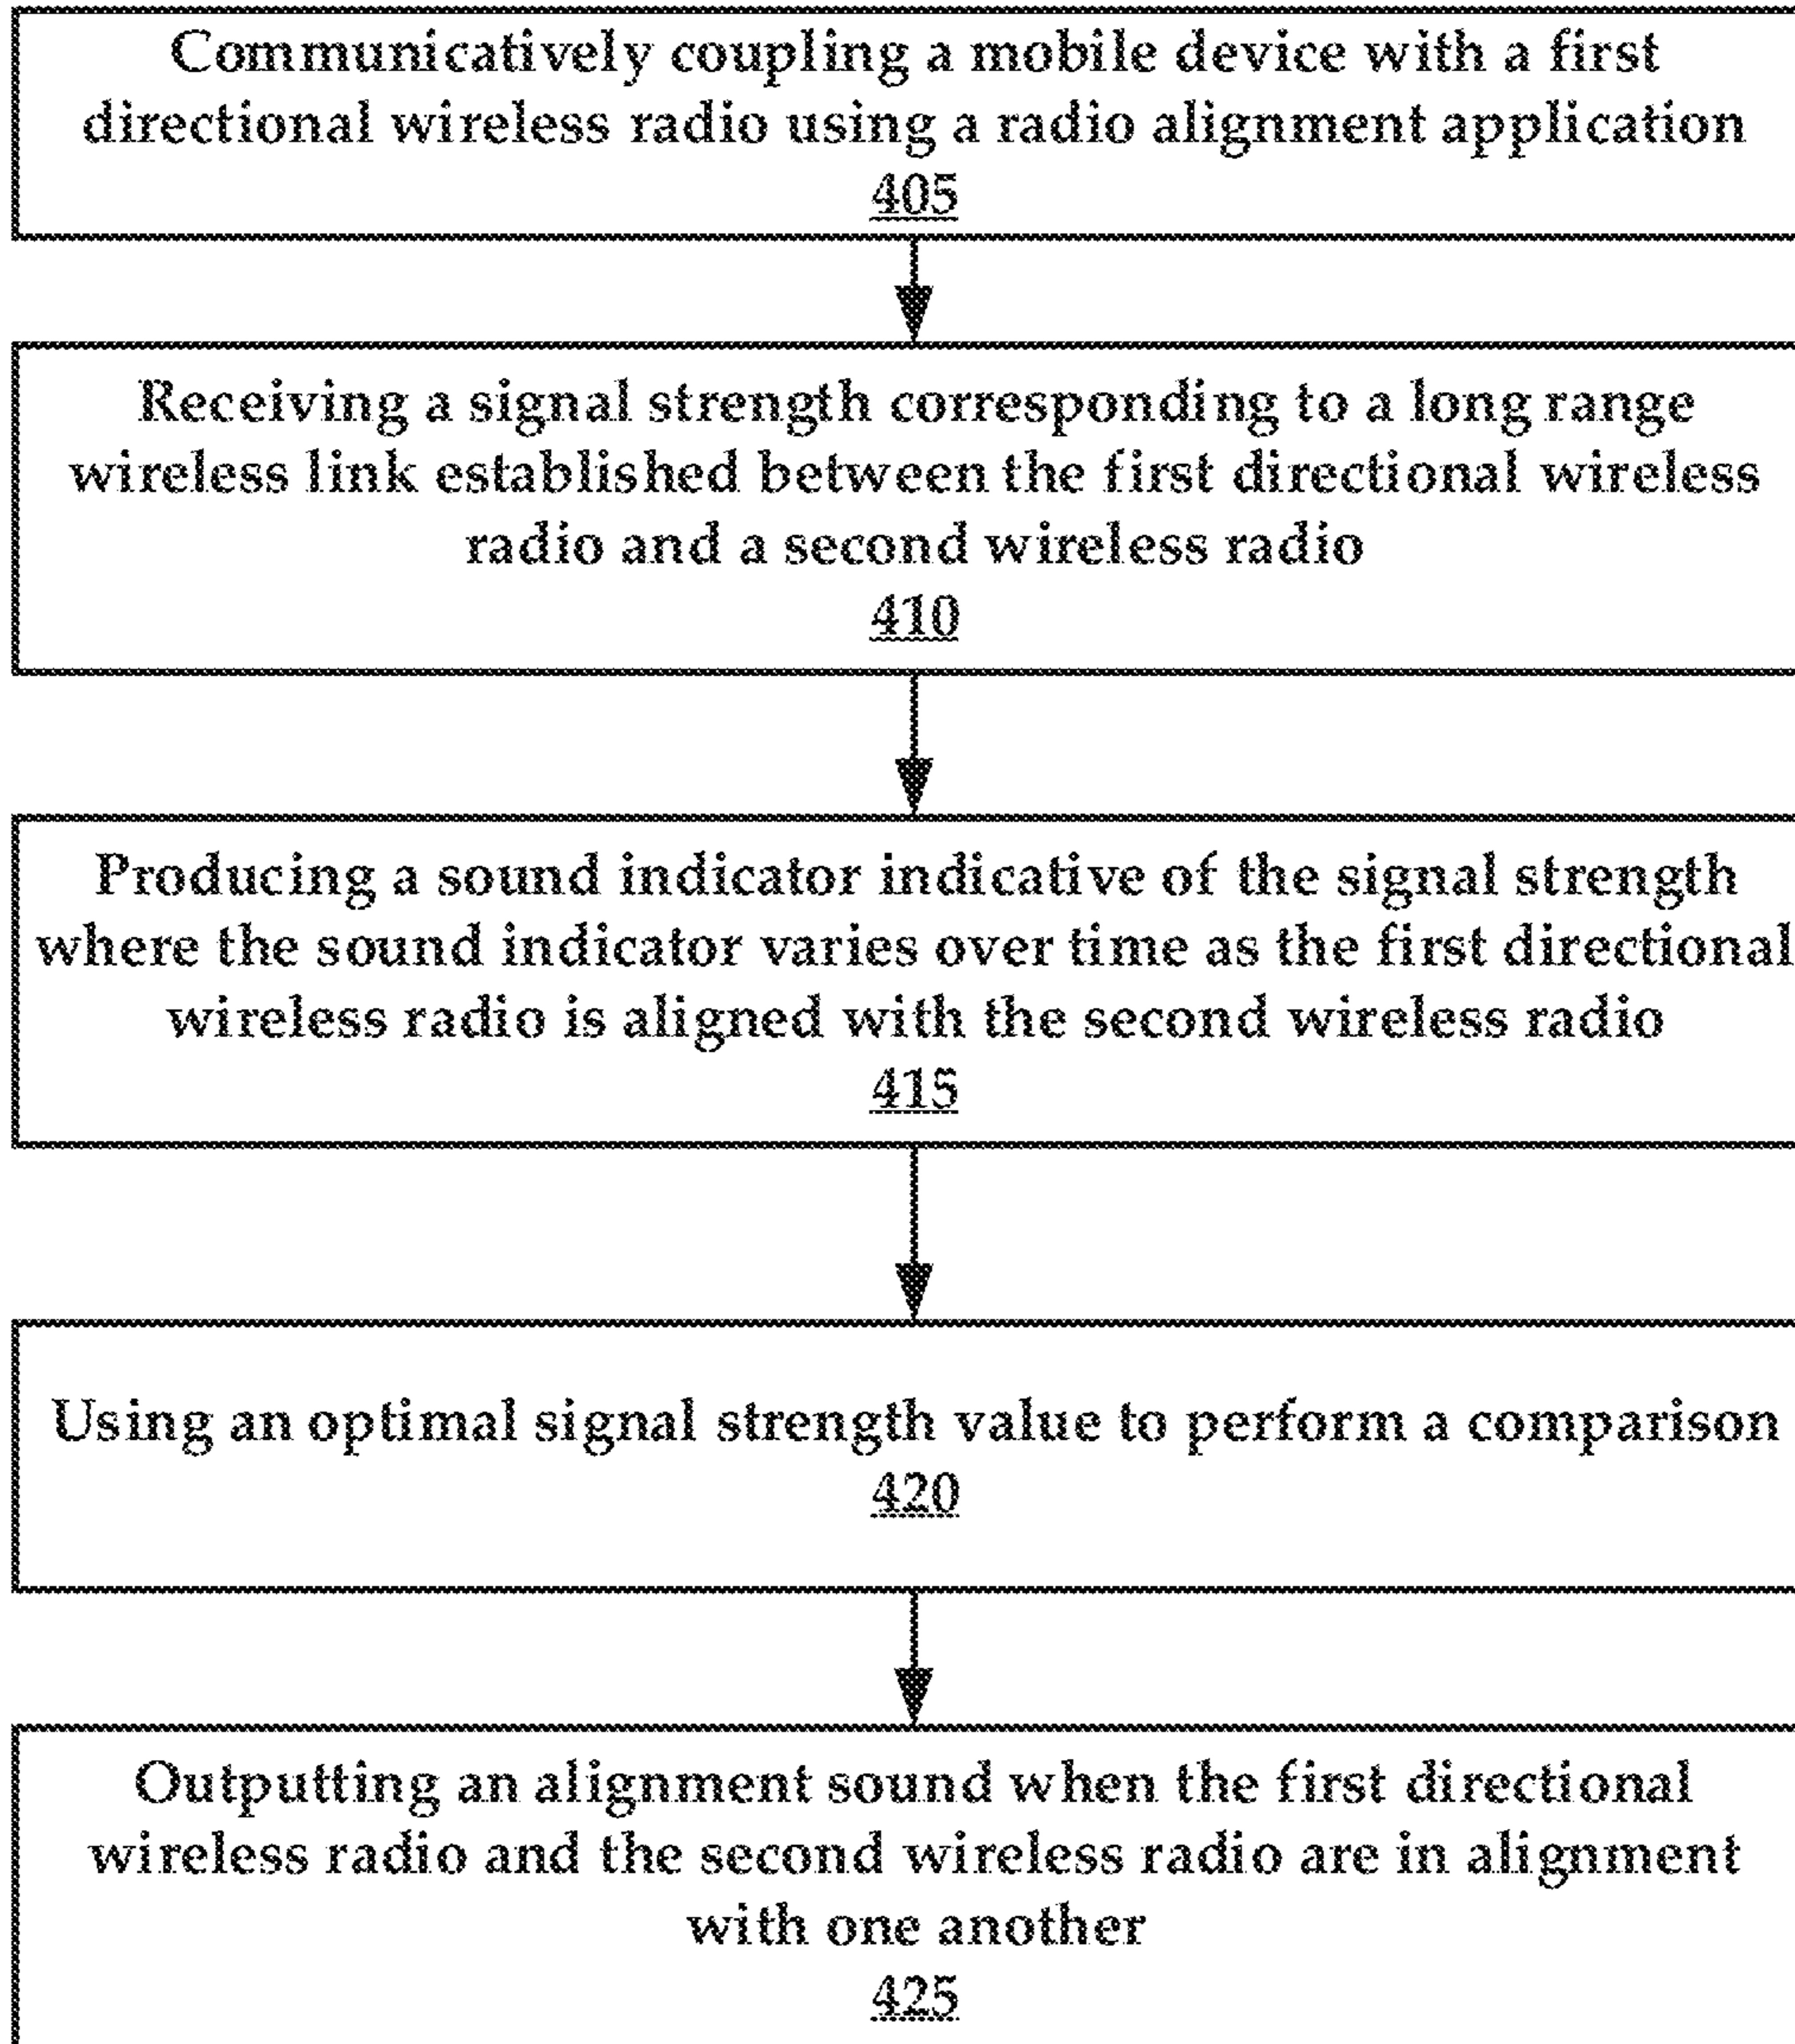 Communicatively coupling a mobile device with a first
directional wireless radio using a radio alignment application
405
Receiving a signal strength corresponding to a long range
wireless link established between the first directional wireless
radio and a second wireless radio
410
Producing a sound indicator indicative of the signal strength
where the sound indicator varies over time as the first directional
wireless radio is aligned with the second wireless radio
415
Using an optimal signal strength value to perform a comparison
420
Outputting an alignment sound when the first directional
wireless radio and the second wireless radio are in alignment
with one another
425